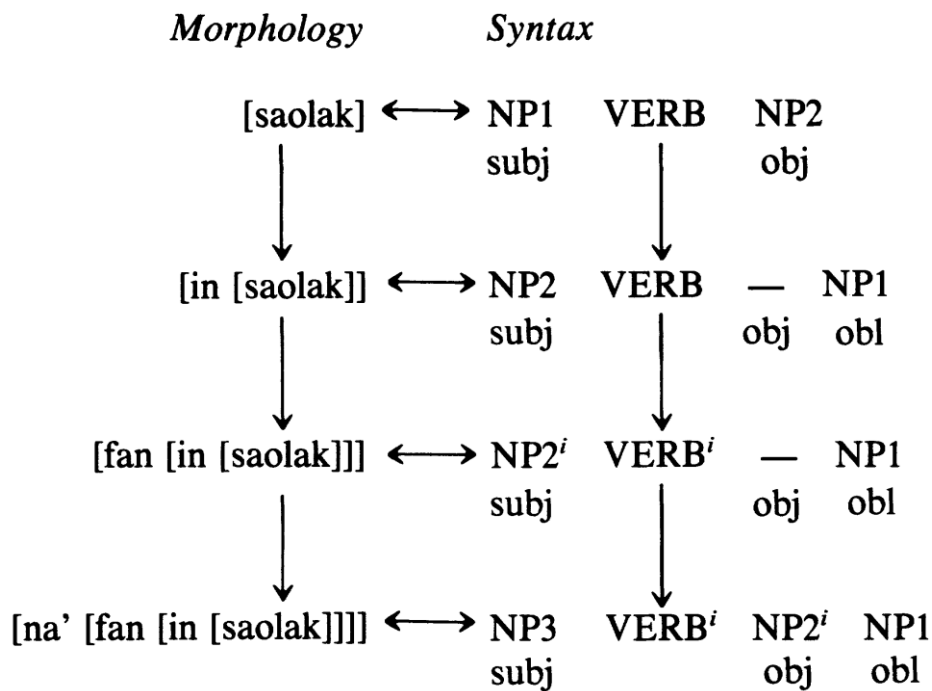 Morphology Syntax
[saolak] ⟷ NP1 VERB NP2
subj obj
[in [saolak]] ⟷ NP2 VERB — NP1
subj obj obl
[fan [in [saolak]]] ⟷ NP2ⁱ VERBⁱ — NP1
subj obj obl
[na' [fan [in [saolak]]]] ⟷ NP3 VERBⁱ NP2ⁱ NP1
subj obj obl